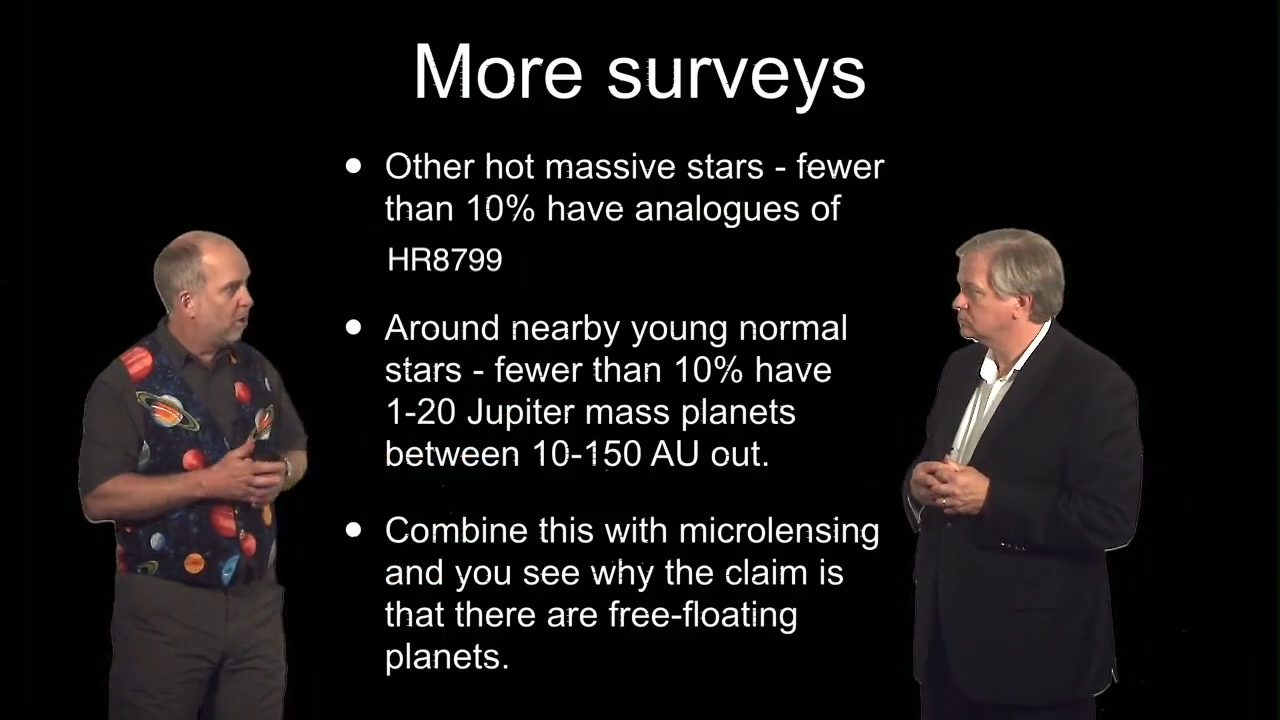 More surveys
• Other hot massive stars - fewer
than 10% have analogues of
HR8799
• Around nearby young normal
stars - fewer than 10% have
1-20 Jupiter mass planets
between 10-150 AU out.
• Combine this with microlensing
and you see why the claim is
that there are free-floating
planets.